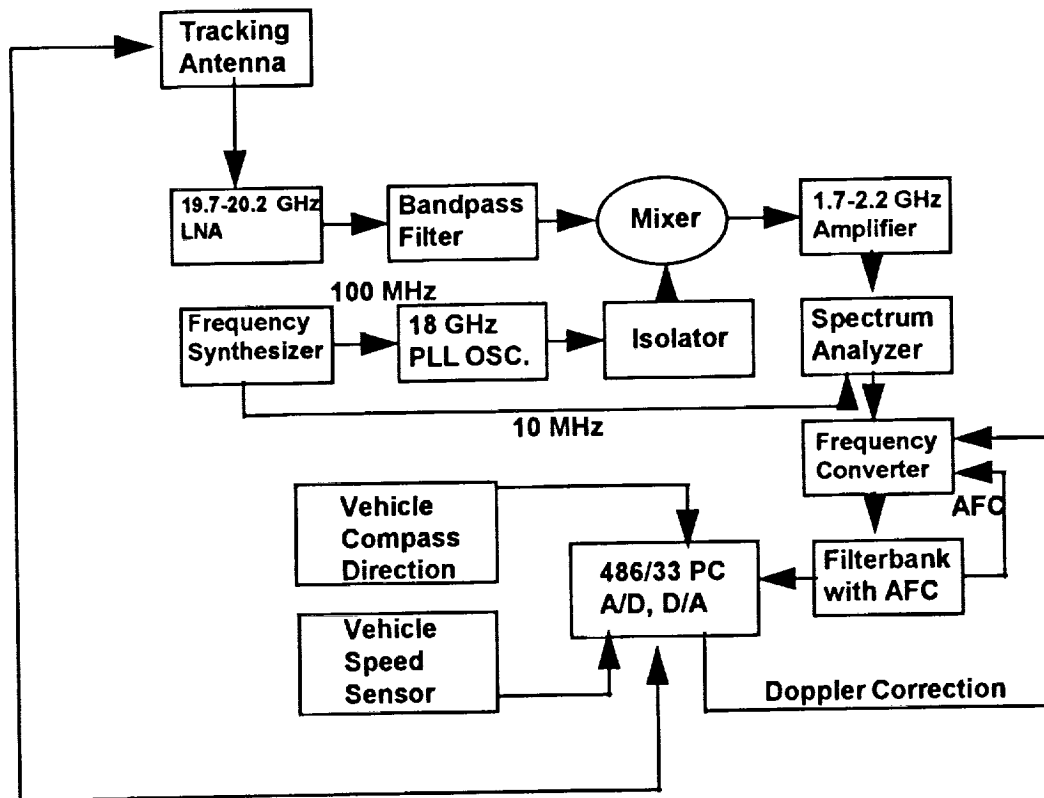 Tracking
Antenna
19.7-20.2 GHz
LNA
Bandpass
Filter
Mixer
1.7-2.2 GHz
Amplifier
100 MHz
Frequency
Synthesizer
18 GHz
PLL OSC.
Isolator
Spectrum
Analyzer
10 MHz
Frequency
Converter
AFC
Vehicle
Compass
Direction
486/33 PC
A/D, D/A
Filterbank
with AFC
Vehicle
Speed
Sensor
Doppler Correction